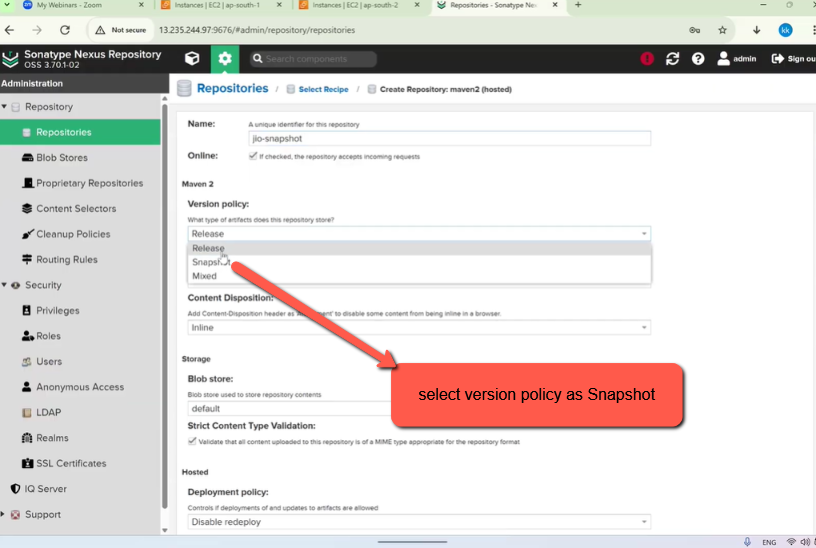 My Webinars - Zoom
Instances | EC2 | ap-south-1
Instances | EC2 | ap-south-2
Repositories - Sonatype Nexus
Not secure
13.235.244.97:9676/#admin/repository/repositories
kk
Sonatype Nexus Repository
OSS 3.70.1-02
Search components
admin
Sign ou
Administration
Repositories / Select Recipe / Create Repository: maven2 (hosted)
Repository
Repositories
Blob Stores
Proprietary Repositories
Content Selectors
Cleanup Policies
Routing Rules
Security
Privileges
Roles
Users
Anonymous Access
LDAP
Realms
SSL Certificates
IQ Server
Support
Name:
A unique identifier for this repository
jio-snapshot
Online:
If checked, the repository accepts incoming requests
Maven 2
Version policy:
What type of artifacts does this repository store?
Release
Release
Snapshot
Mixed
Content Disposition:
Add Content-Disposition header as 'Attachment' to disable some content from being inline in a browser.
Inline
Storage
Blob store:
Blob store used to store repository contents
default
select version policy as Snapshot
Strict Content Type Validation:
Validate that all content uploaded to this repository is of a MIME type appropriate for the repository format
Hosted
Deployment policy:
Controls if deployments of and updates to artifacts are allowed
Disable redeploy
ENG